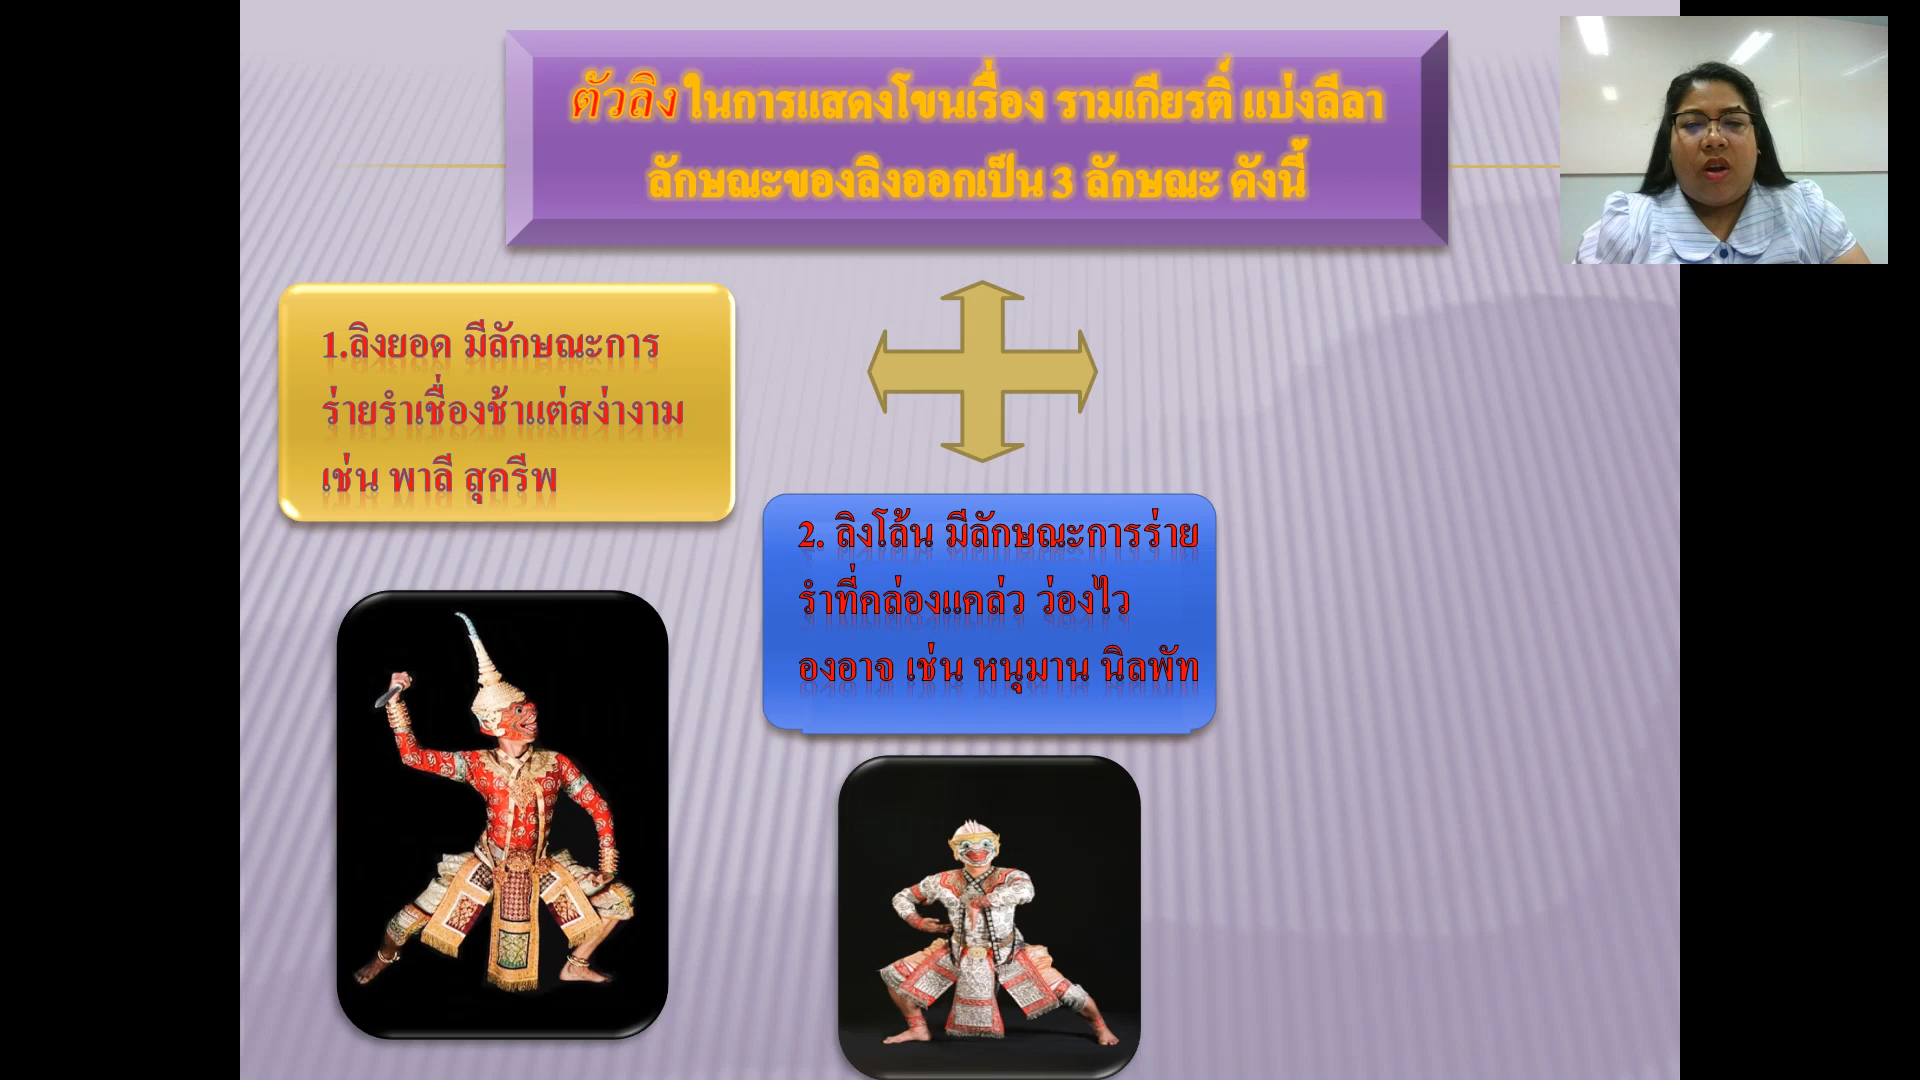 ตัวลิง ในการแสดงโขนเรื่อง รามเกียรติ์ แบ่งลีลา
ลักษณะของลิงออกเป็น 3 ลักษณะ ดังนี้
1.ลิงยอด มีลักษณะการ
ร่ายรำเชื่องช้าแต่สง่างาม
เช่น พาลี สุครีพ
2. ลิงโล้น มีลักษณะการร่าย
รำที่คล่องแคล่ว ว่องไว
องอาจ เช่น หนุมาน นิลพัท